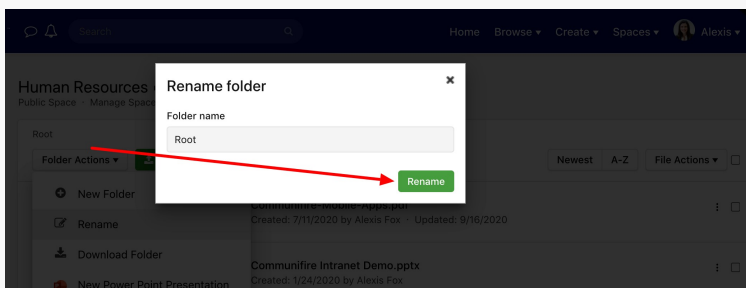 Search
Home Browse Create Spaces Alexis
Human Resources
Public Space · Manage Space
Rename folder
Folder name
Root
Rename
Root
Folder Actions
Newest A-Z File Actions
New Folder
Rename
Download Folder
New Power Point Presentation
Communifire-Mobile-Apps.pdf
Created: 7/11/2020 by Alexis Fox · Updated: 9/16/2020
Communifire Intranet Demo.pptx
Created: 1/24/2020 by Alexis Fox